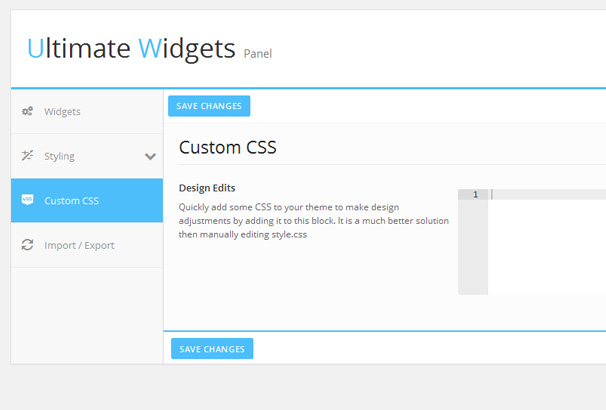 Ultimate Widgets Panel
Widgets
SAVE CHANGES
Styling
Custom CSS
Import / Export
Custom CSS
Design Edits
Quickly add some CSS to your theme to make design
adjustments by adding it to this block. It is a much better solution
then manually editing style.css
1
SAVE CHANGES